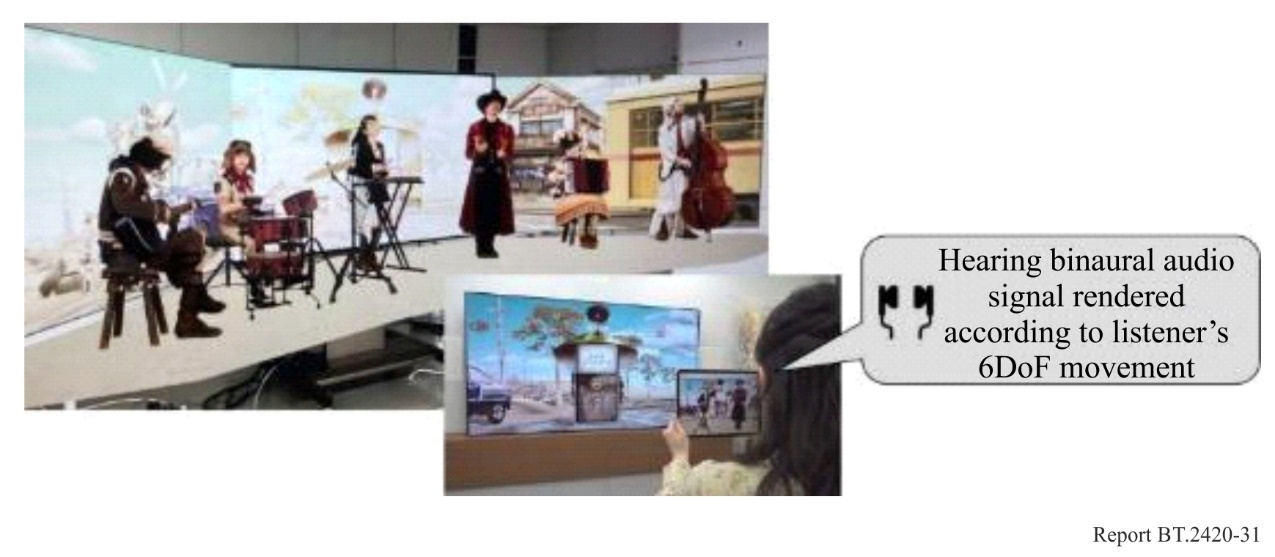 Hearing binaural audio
signal rendered
according to listener's
6DoF movement
Report BT.2420-31